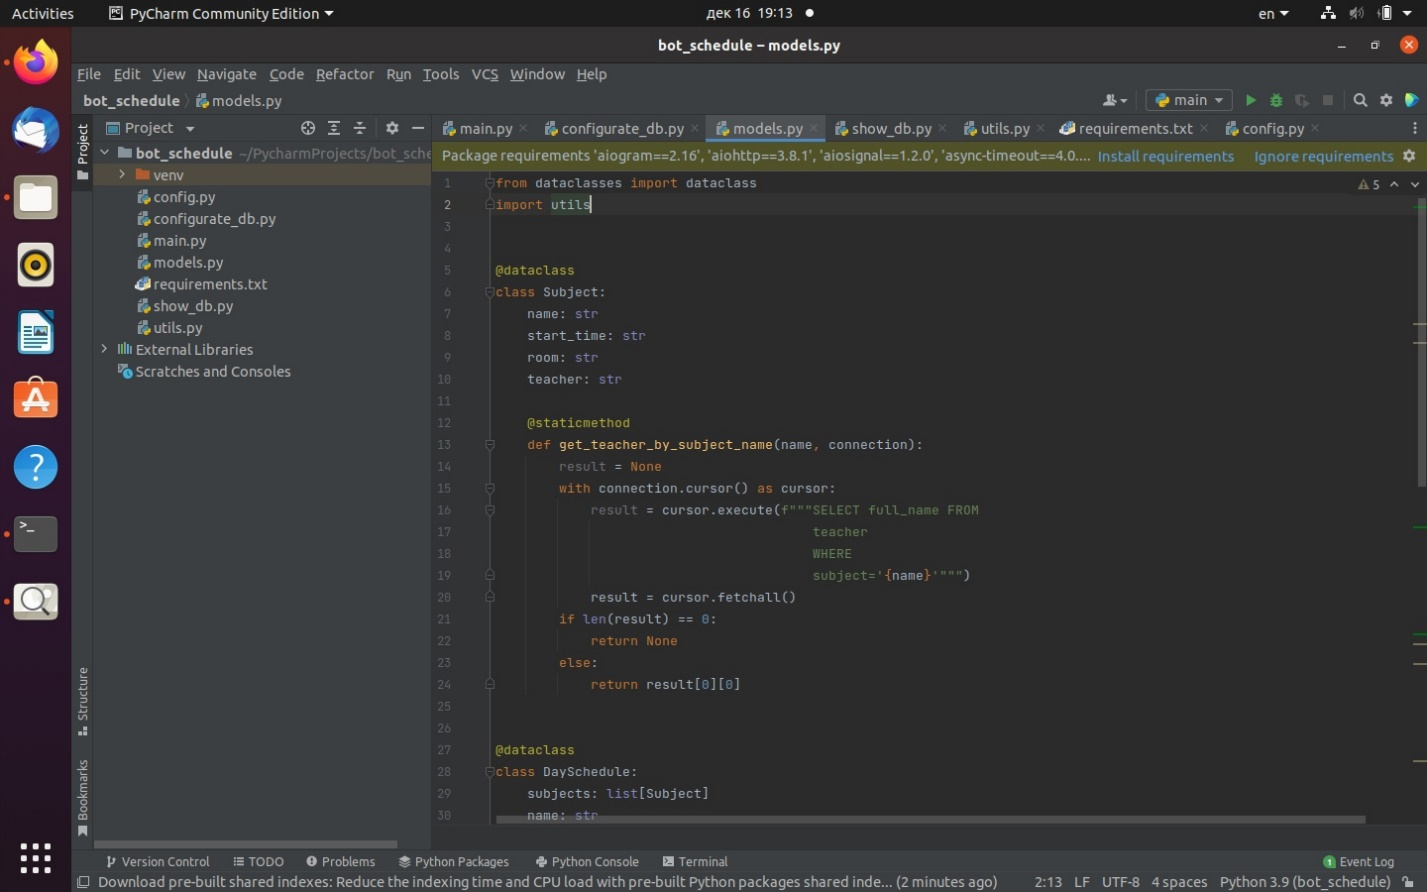 Activities PyCharm Community Edition дек 16 19:13 en
bot_schedule – models.py
File Edit View Navigate Code Refactor Run Tools VCS Window Help
bot_schedule models.py main
Project
Project
main.py configurate_db.py models.py show_db.py utils.py requirements.txt config.py
bot_schedule ~/PycharmProjects/bot_sche
venv
config.py
configurate_db.py
main.py
models.py
requirements.txt
show_db.py
utils.py
External Libraries
Scratches and Consoles
Package requirements 'aiogram==2.16', 'aiohttp==3.8.1', 'aiosignal==1.2.0', 'async-timeout==4.0.... Install requirements Ignore requirements
5
1 from dataclasses import dataclass
2 import utils
3
4
5 @dataclass
6 class Subject:
7 name: str
8 start_time: str
9 room: str
10 teacher: str
11
12 @staticmethod
13 def get_teacher_by_subject_name(name, connection):
14 result = None
15 with connection.cursor() as cursor:
16 result = cursor.execute(f"""SELECT full_name FROM
17 teacher
18 WHERE
19 subject='{name}'""")
20 result = cursor.fetchall()
21 if len(result) == 0:
22 return None
23 else:
24 return result[0][0]
25
26
27 @dataclass
28 class DaySchedule:
29 subjects: list[Subject]
30 name: str
Structure
Bookmarks
Version Control TODO Problems Python Packages Python Console Terminal 1 Event Log
Download pre-built shared indexes: Reduce the indexing time and CPU load with pre-built Python packages shared inde... (2 minutes ago) 2:13 LF UTF-8 4 spaces Python 3.9 (bot_schedule)